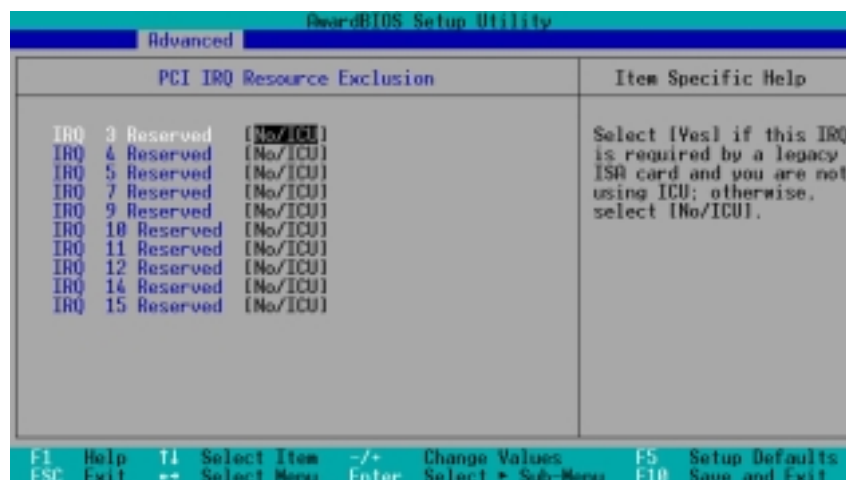 AwardBIOS Setup Utility
Advanced
PCI IRQ Resource Exclusion
Item Specific Help
IRQ 3 Reserved [No/ICU]
IRQ 4 Reserved [No/ICU]
IRQ 5 Reserved [No/ICU]
IRQ 7 Reserved [No/ICU]
IRQ 9 Reserved [No/ICU]
IRQ 10 Reserved [No/ICU]
IRQ 11 Reserved [No/ICU]
IRQ 12 Reserved [No/ICU]
IRQ 14 Reserved [No/ICU]
IRQ 15 Reserved [No/ICU]
Select [Yes] if this IRQ
is required by a legacy
ISA card and you are not
using ICU; otherwise,
select [No/ICU].
F1 Help ↑↓ Select Item -/+ Change Values F5 Setup Defaults
ESC Exit ←→ Select Menu Enter Select ► Sub-Menu F10 Save and Exit